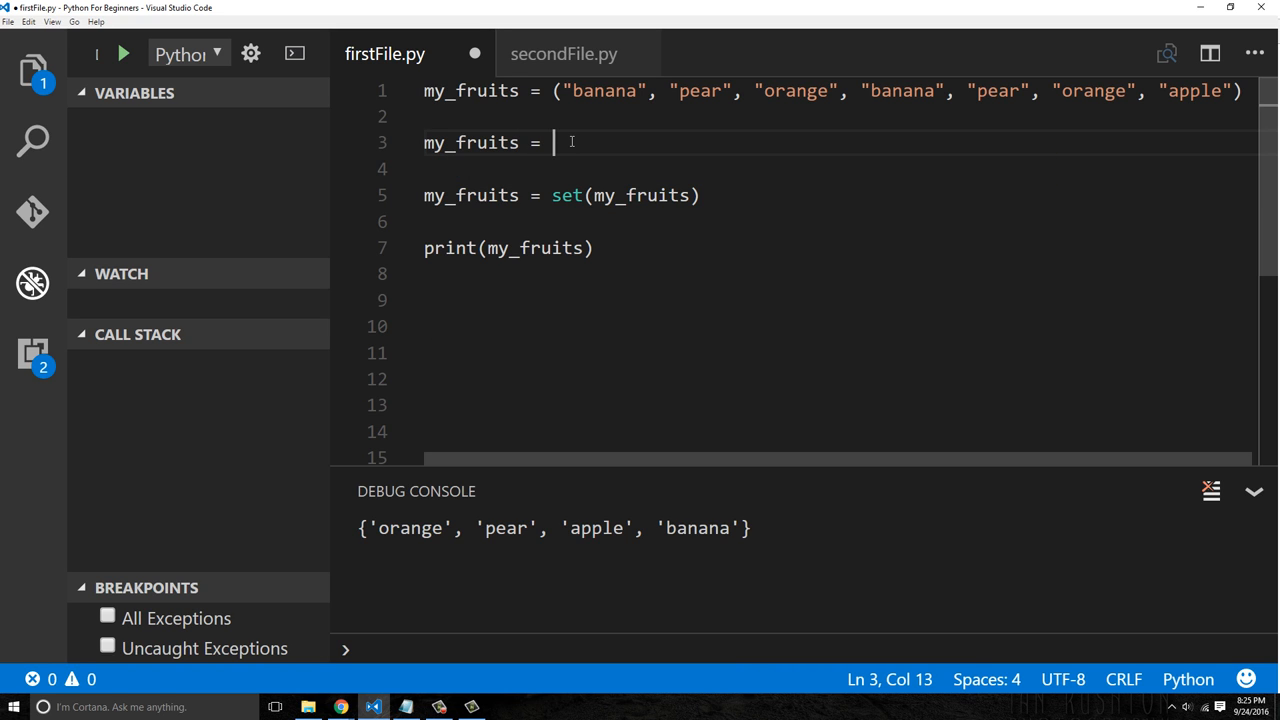 ● firstFile.py - Python For Beginners - Visual Studio Code
File Edit View Go Help
Python
firstFile.py
secondFile.py
1
2
VARIABLES
WATCH
CALL STACK
BREAKPOINTS
All Exceptions
Uncaught Exceptions
1 my_fruits = ("banana", "pear", "orange", "banana", "pear", "orange", "apple")
2
3 my_fruits =
4
5 my_fruits = set(my_fruits)
6
7 print(my_fruits)
8
9
10
11
12
13
14
15
DEBUG CONSOLE
{'orange', 'pear', 'apple', 'banana'}
0 0
Ln 3, Col 13 Spaces: 4 UTF-8 CRLF Python
I'm Cortana. Ask me anything.
8:25 PM
9/24/2016